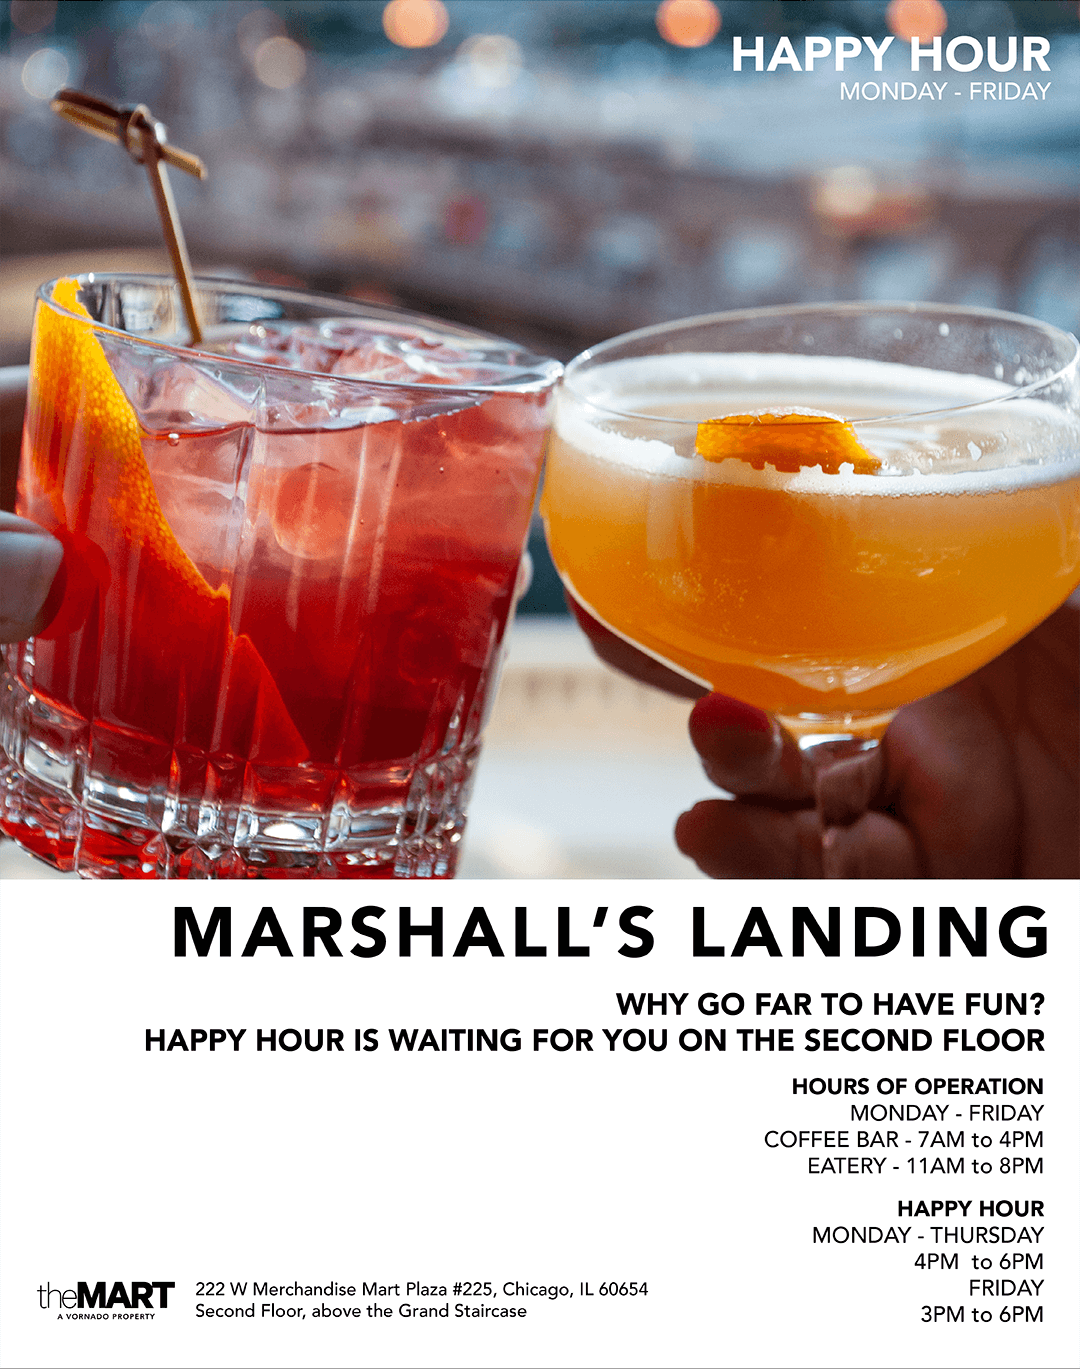 HAPPY HOUR
MONDAY - FRIDAY
MARSHALL'S LANDING
WHY GO FAR TO HAVE FUN?
HAPPY HOUR IS WAITING FOR YOU ON THE SECOND FLOOR
HOURS OF OPERATION
MONDAY - FRIDAY
COFFEE BAR - 7AM to 4PM
EATERY - 11AM to 8PM
HAPPY HOUR
MONDAY - THURSDAY
4PM to 6PM
FRIDAY
3PM to 6PM
theMART
A VORNADO PROPERTY
222 W Merchandise Mart Plaza #225, Chicago, IL 60654
Second Floor, above the Grand Staircase